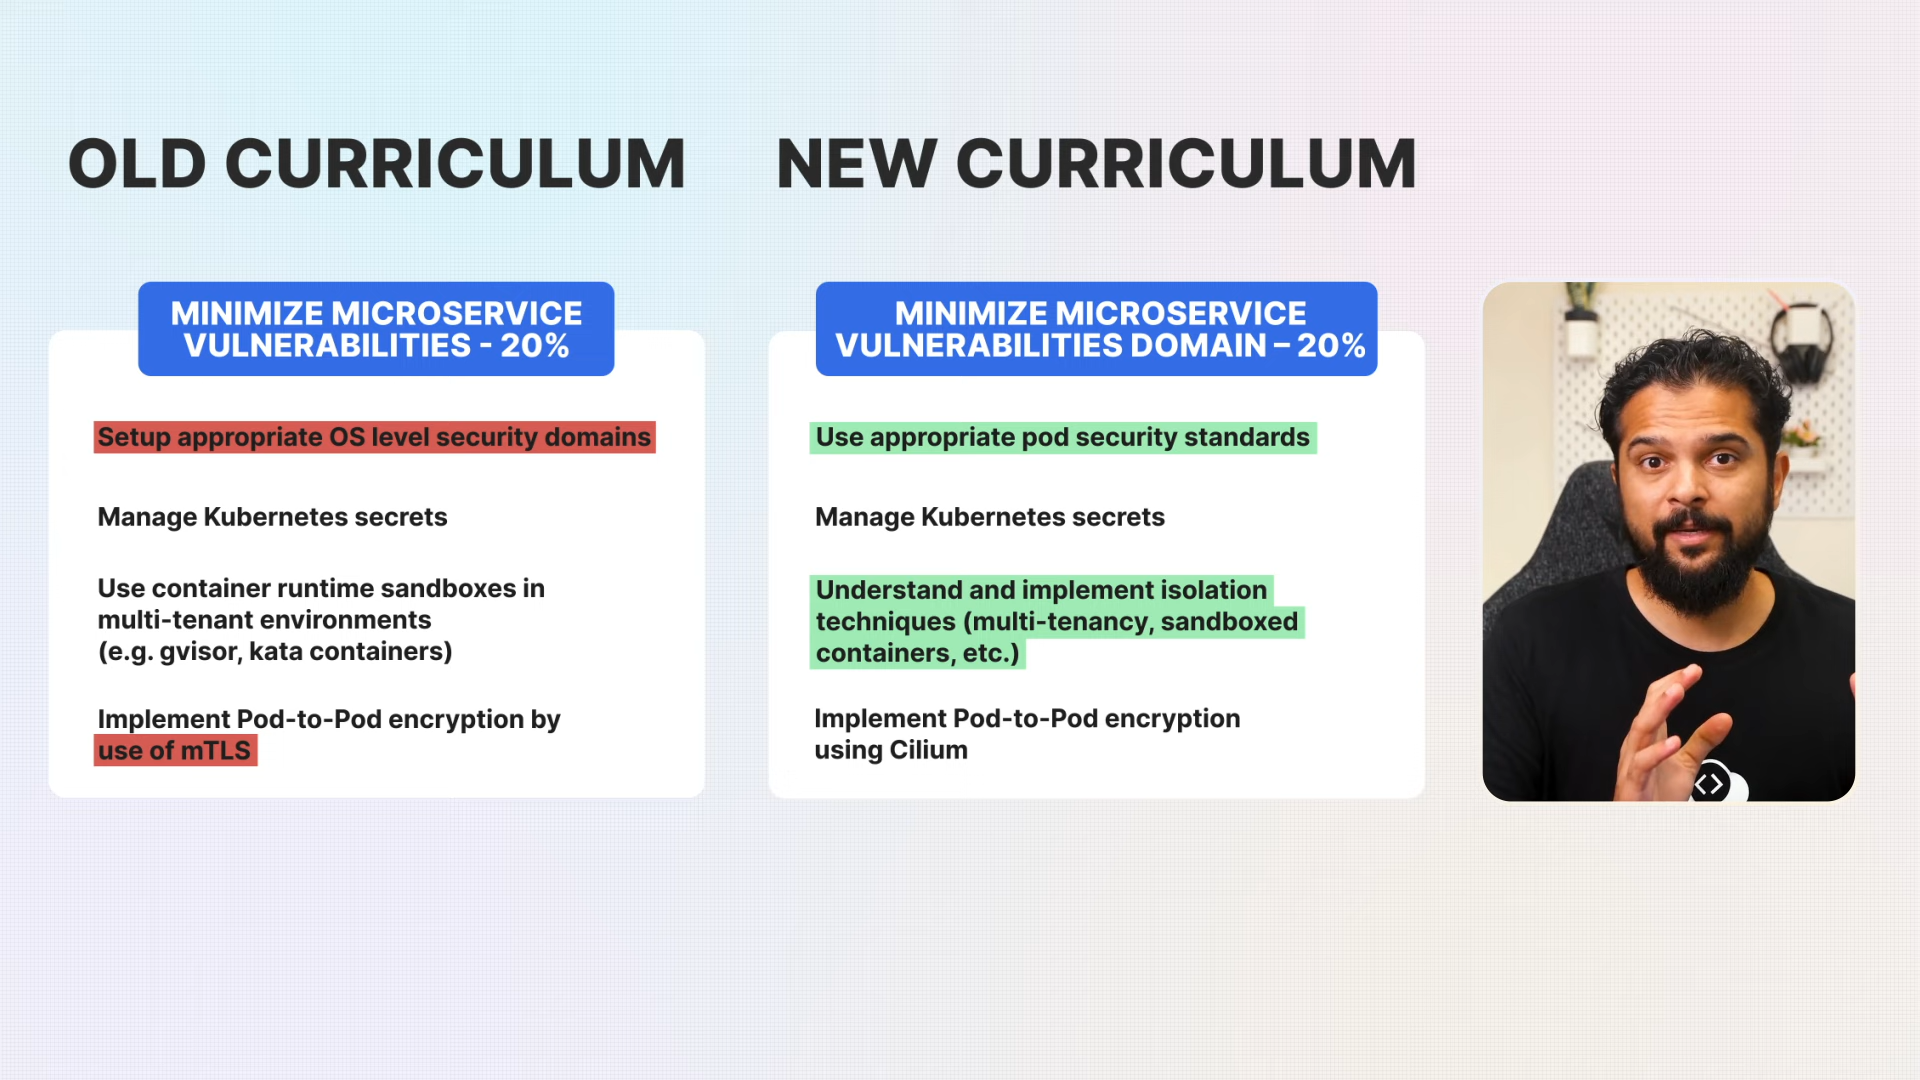 OLD CURRICULUM
MINIMIZE MICROSERVICE
VULNERABILITIES - 20%
Setup appropriate OS level security domains
Manage Kubernetes secrets
Use container runtime sandboxes in
multi-tenant environments
(e.g. gvisor, kata containers)
Implement Pod-to-Pod encryption by
use of mTLS
NEW CURRICULUM
MINIMIZE MICROSERVICE
VULNERABILITIES DOMAIN – 20%
Use appropriate pod security standards
Manage Kubernetes secrets
Understand and implement isolation
techniques (multi-tenancy, sandboxed
containers, etc.)
Implement Pod-to-Pod encryption
using Cilium